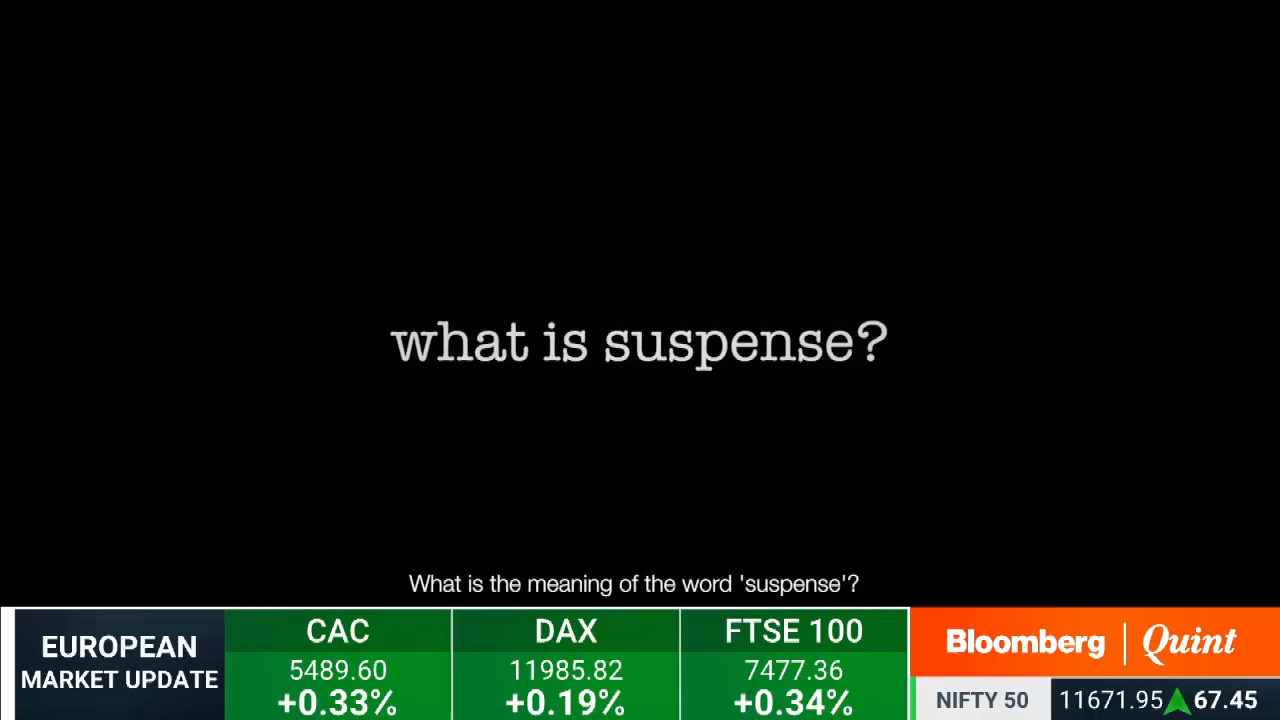 what is suspense?
What is the meaning of the word 'suspense'?
EUROPEAN
MARKET UPDATE
CAC
5489.60
+0.33%
DAX
11985.82
+0.19%
FTSE 100
7477.36
+0.34%
Bloomberg | Quint
NIFTY 50 11671.95 67.45